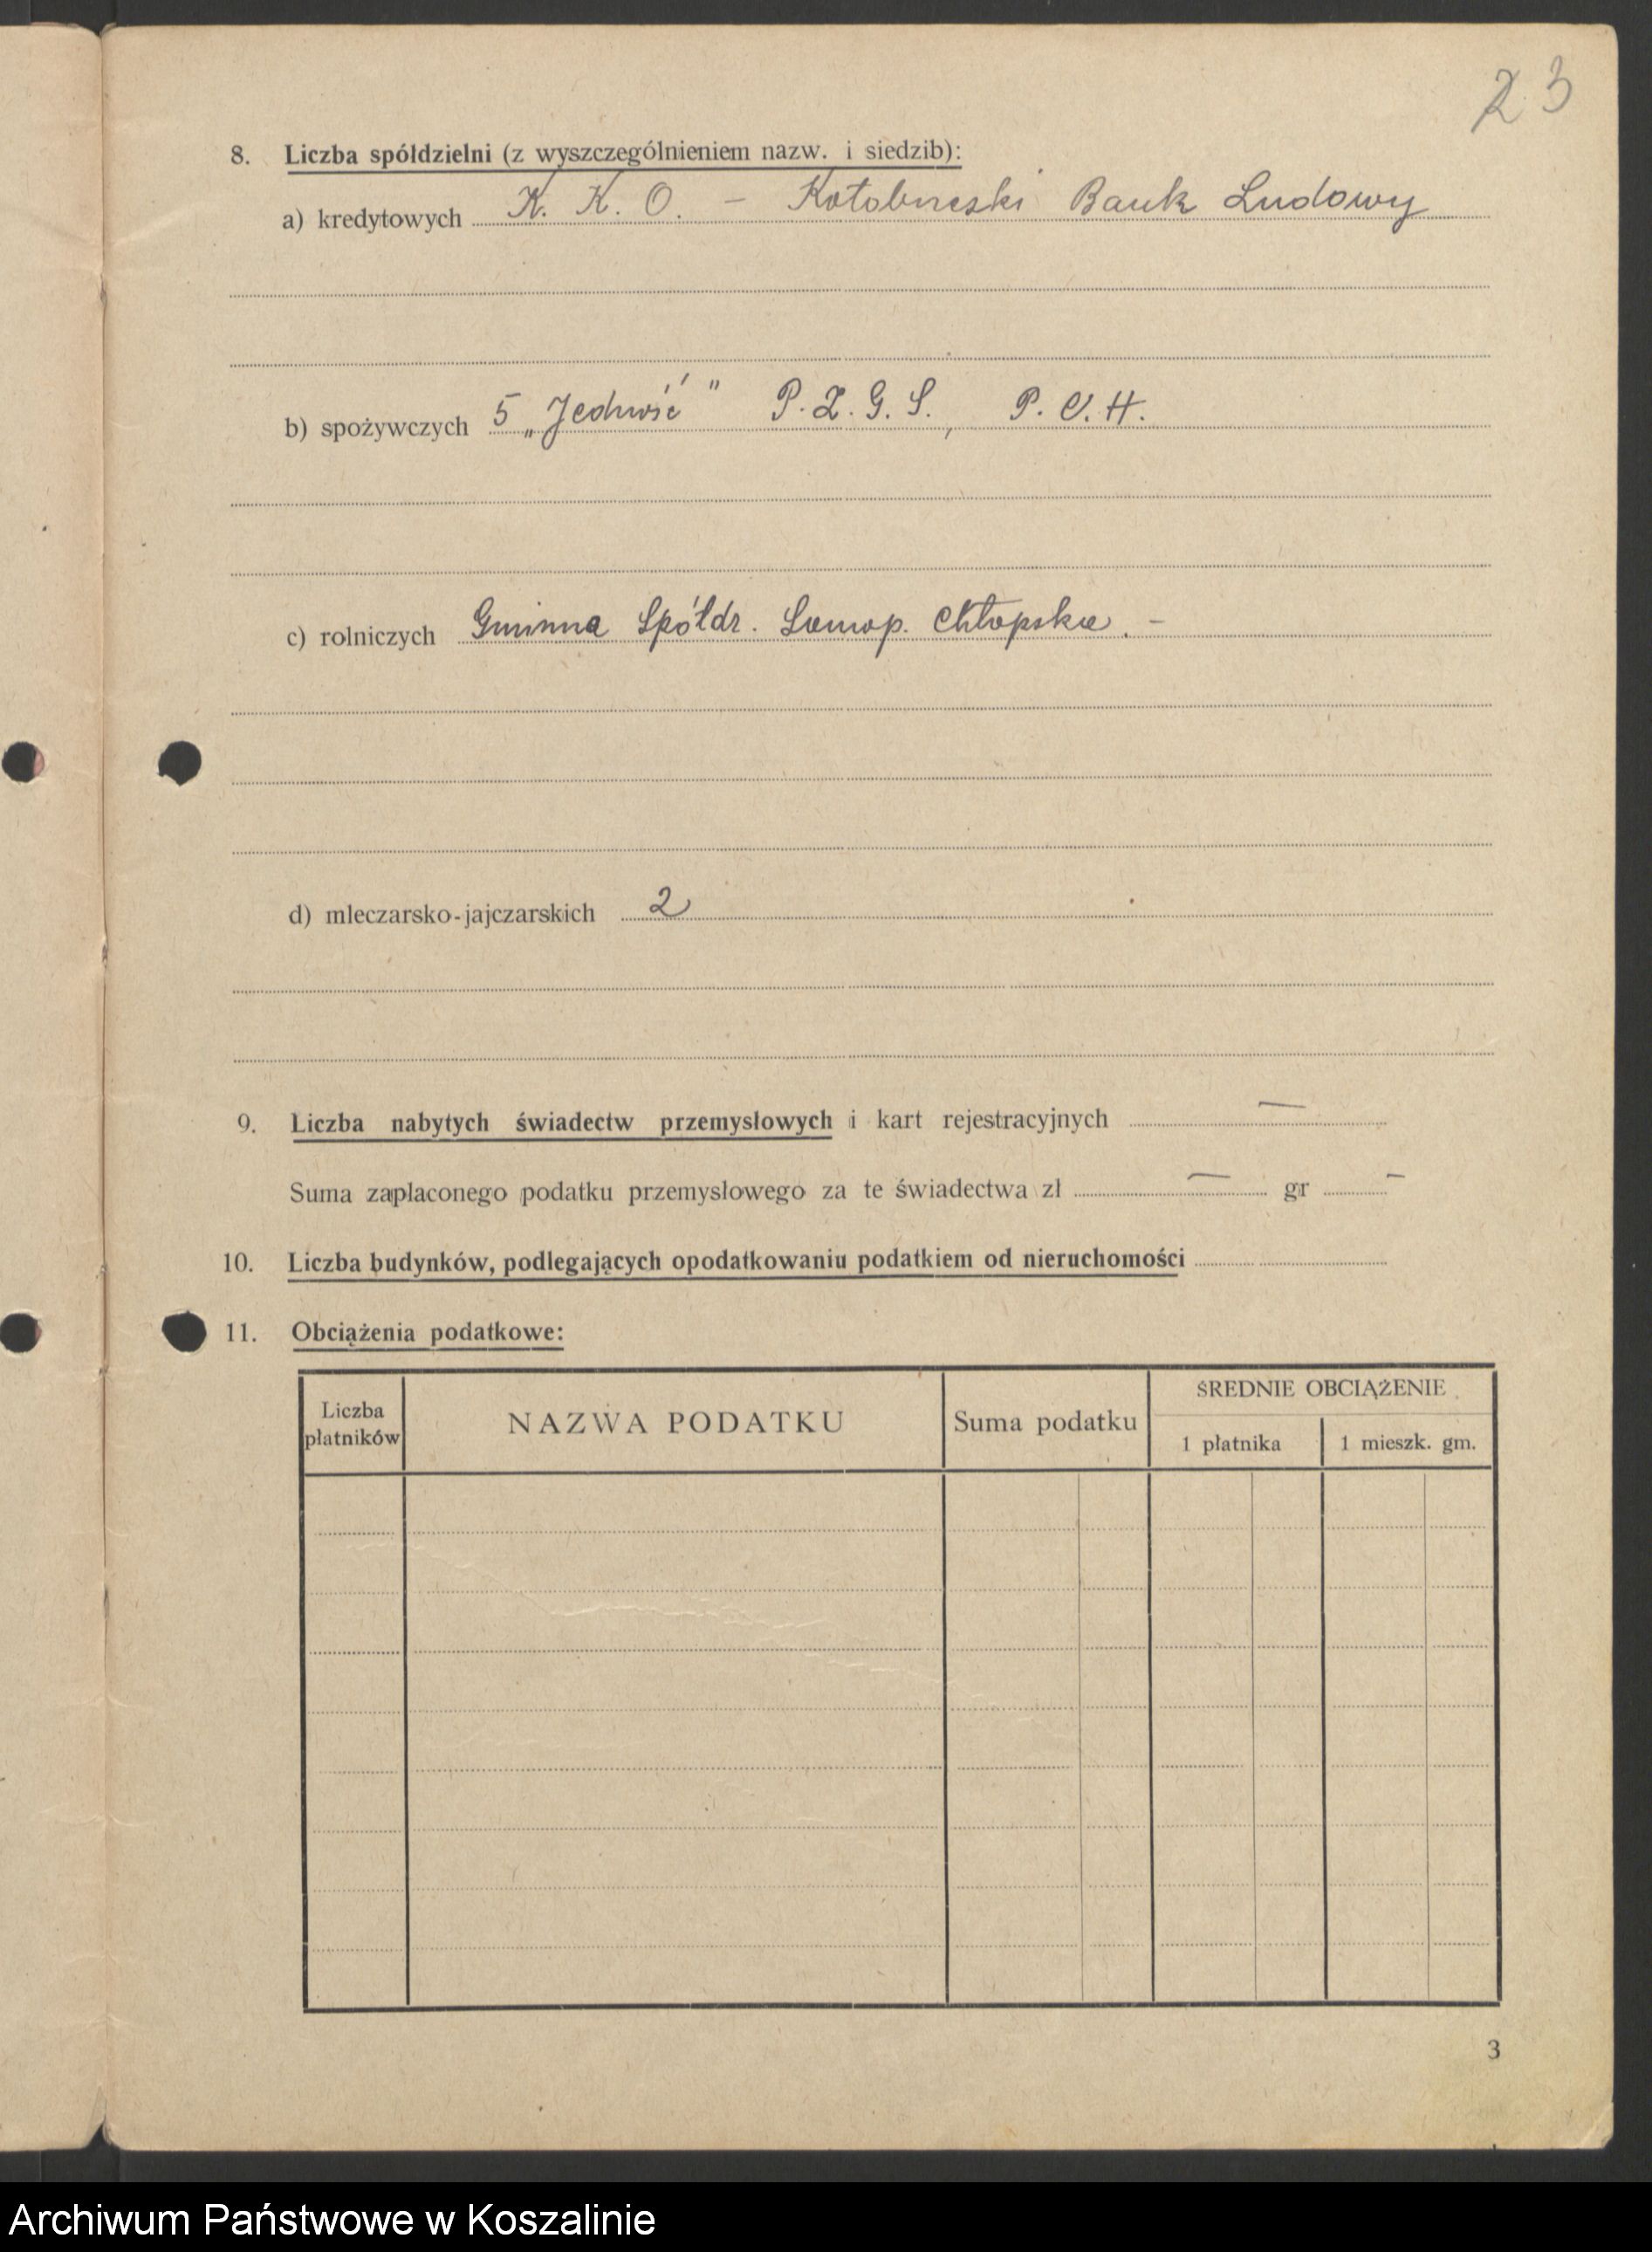 23
8. Liczba spółdzielni (z wyszczególnieniem nazw. i siedzib):
a) kredytowych K. K. O. – Kołobrzeski Bank Ludowy
b) spożywczych 5 „Jedność" P.Z.G.S., P.C.H.
c) rolniczych Gminna Spółdz. Samop. Chłopska. –
d) mleczarsko-jajczarskich 2
9. Liczba nabytych świadectw przemysłowych i kart rejestracyjnych —
Suma zapłaconego podatku przemysłowego za te świadectwa zł — gr –
10. Liczba budynków, podlegających opodatkowaniu podatkiem od nieruchomości
11. Obciążenia podatkowe:
Liczba płatników NAZWA PODATKU Suma podatku ŚREDNIE OBCIĄŻENIE
1 płatnika 1 mieszk. gm.
3
Archiwum Państwowe w Koszalinie